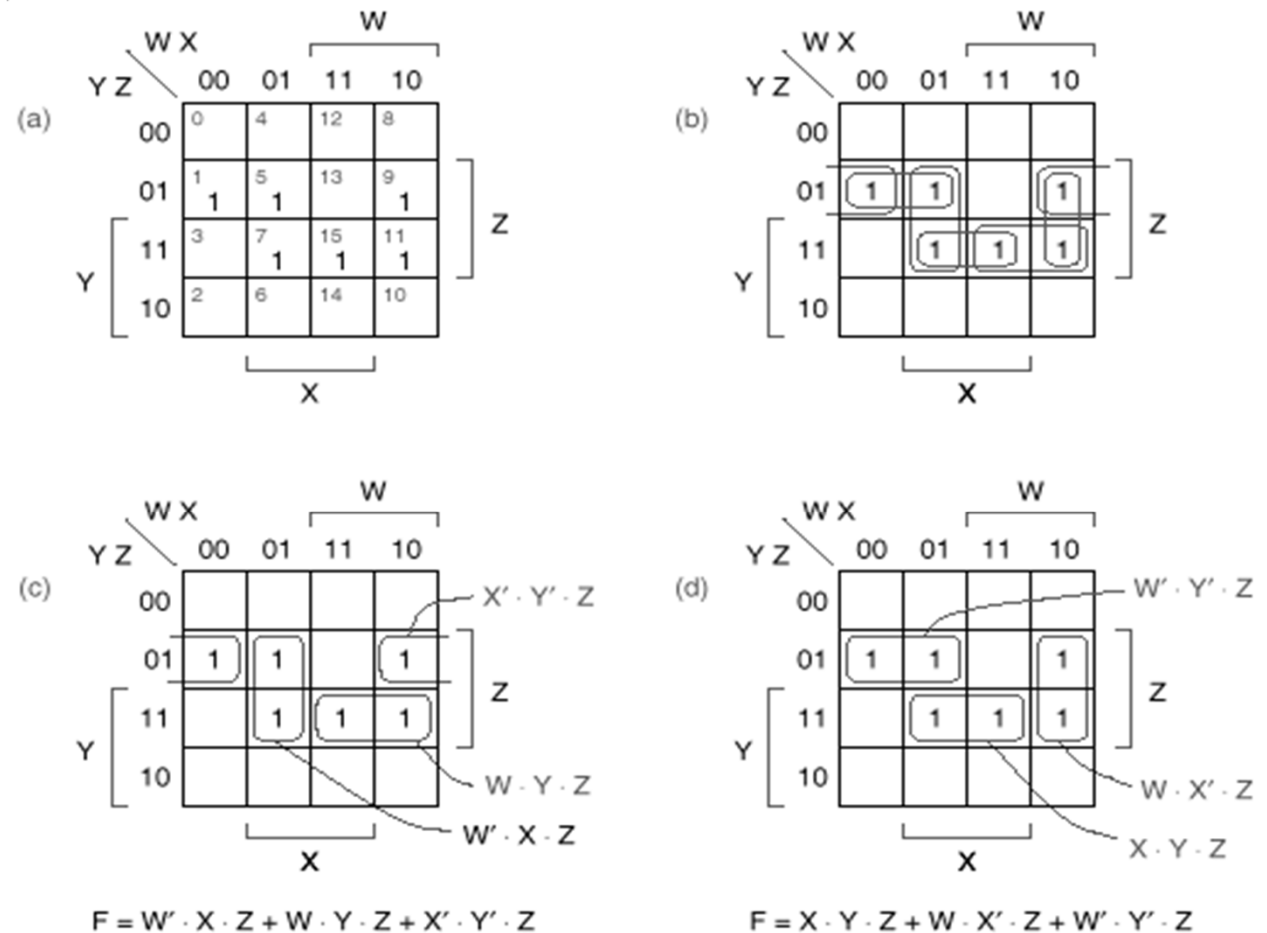 (a)
W
W X
Y Z
00 01 11 10
00 0 4 12 8
01 1 1 5 1 13 9 1
Z
11 3 7 1 15 1 11 1
Y
10 2 6 14 10
X
(b)
W
W X
Y Z
00 01 11 10
00
01 1 1 1
Z
11 1 1 1
Y
10
X
(c)
W
W X
Y Z
00 01 11 10
00
X′ · Y′ · Z
01 1 1 1
Z
11 1 1 1
Y
10
W · Y · Z
W′ · X · Z
X
F = W′ · X · Z + W · Y · Z + X′ · Y′ · Z
(d)
W
W X
Y Z
00 01 11 10
00
W′ · Y′ · Z
01 1 1 1
Z
11 1 1 1
Y
10
W · X′ · Z
X · Y · Z
X
F = X · Y · Z + W · X′ · Z + W′ · Y′ · Z